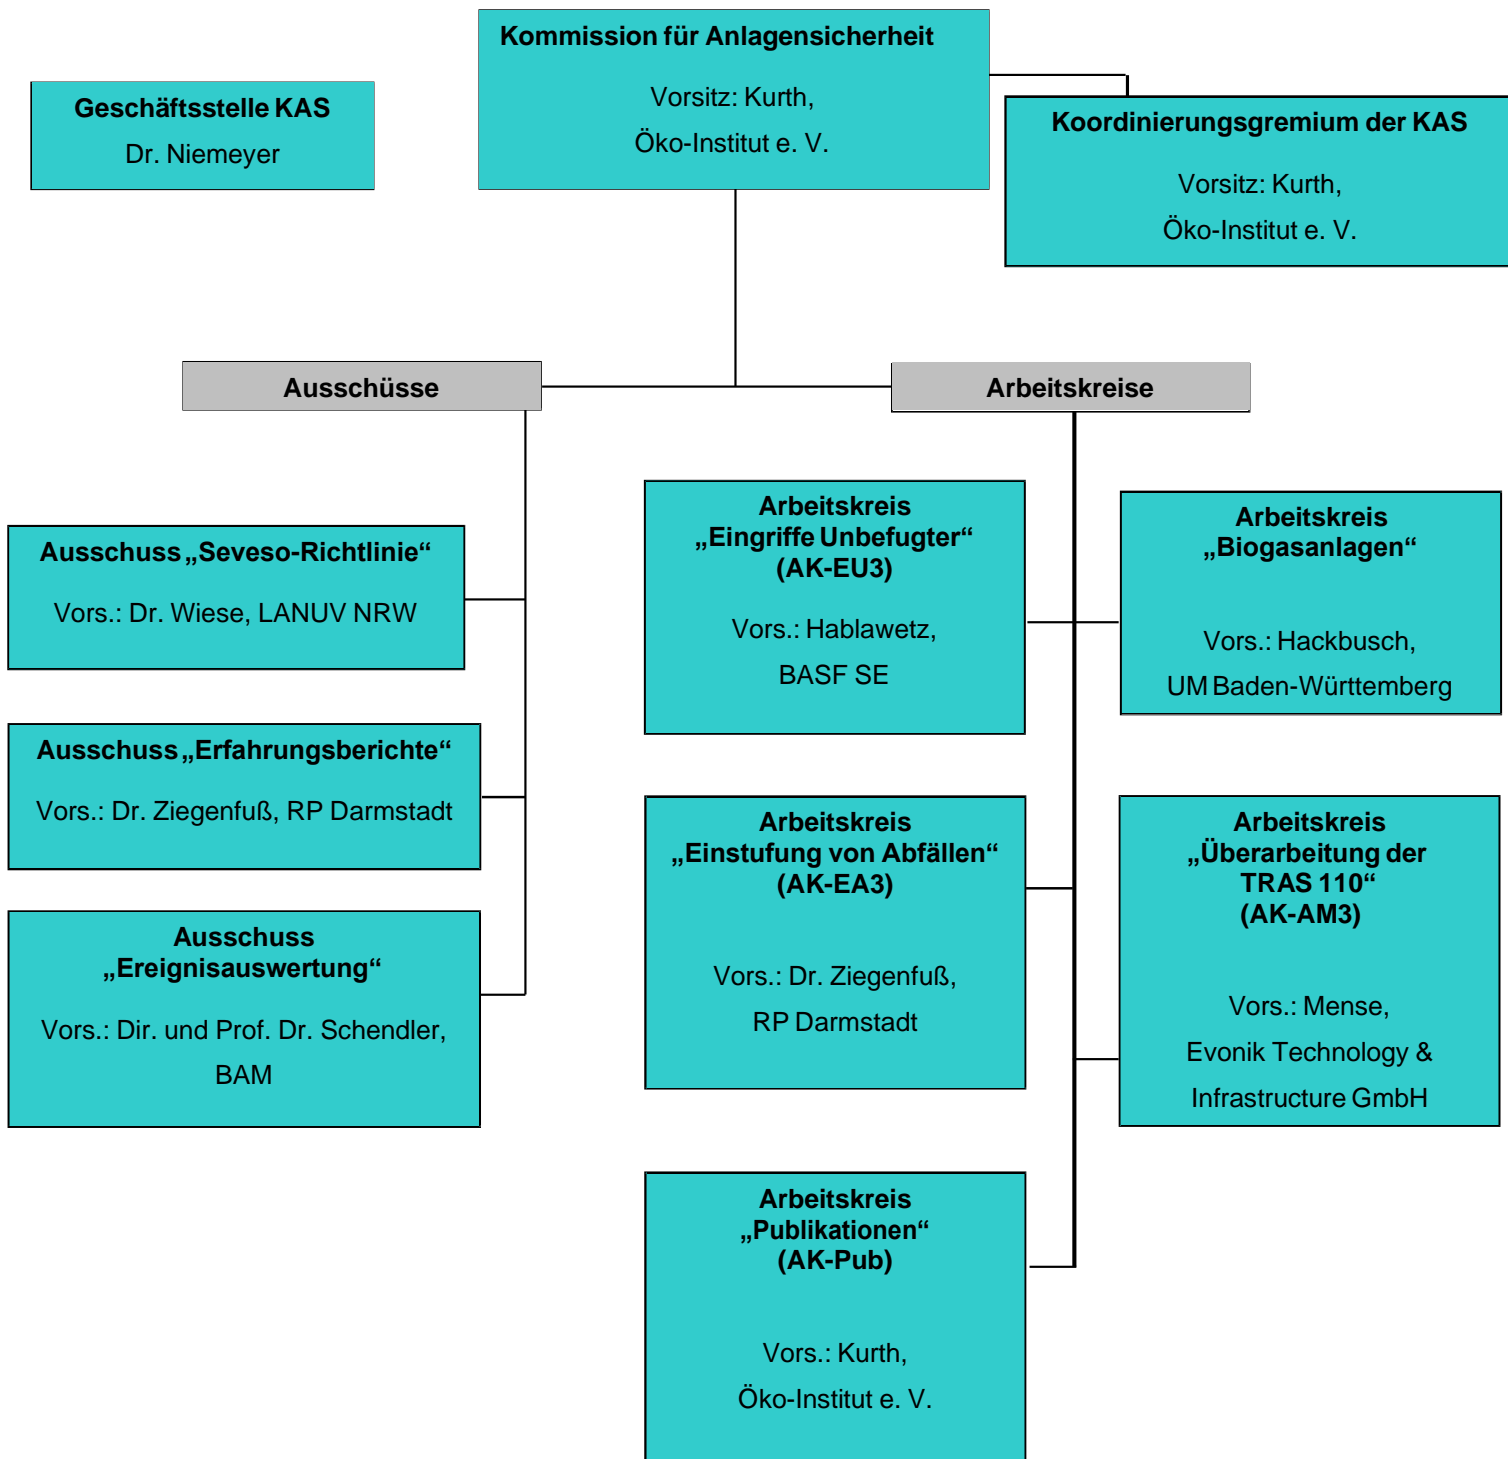 Kommission für Anlagensicherheit
Vorsitz: Kurth,
Öko-Institut e. V.
Geschäftsstelle KAS
Dr. Niemeyer
Koordinierungsgremium der KAS
Vorsitz: Kurth,
Öko-Institut e. V.
Ausschüsse
Arbeitskreise
Ausschuss „Seveso-Richtlinie“
Vors.: Dr. Wiese, LANUV NRW
Ausschuss „Erfahrungsberichte“
Vors.: Dr. Ziegenfuß, RP Darmstadt
Ausschuss
„Ereignisauswertung“
Vors.: Dir. und Prof. Dr. Schendler,
BAM
Arbeitskreis
„Eingriffe Unbefugter“
(AK-EU3)
Vors.: Hablawetz,
BASF SE
Arbeitskreis
„Biogasanlagen“
Vors.: Hackbusch,
UM Baden-Württemberg
Arbeitskreis
„Einstufung von Abfällen“
(AK-EA3)
Vors.: Dr. Ziegenfuß,
RP Darmstadt
Arbeitskreis
„Überarbeitung der
TRAS 110“
(AK-AM3)
Vors.: Mense,
Evonik Technology &
Infrastructure GmbH
Arbeitskreis
„Publikationen“
(AK-Pub)
Vors.: Kurth,
Öko-Institut e. V.